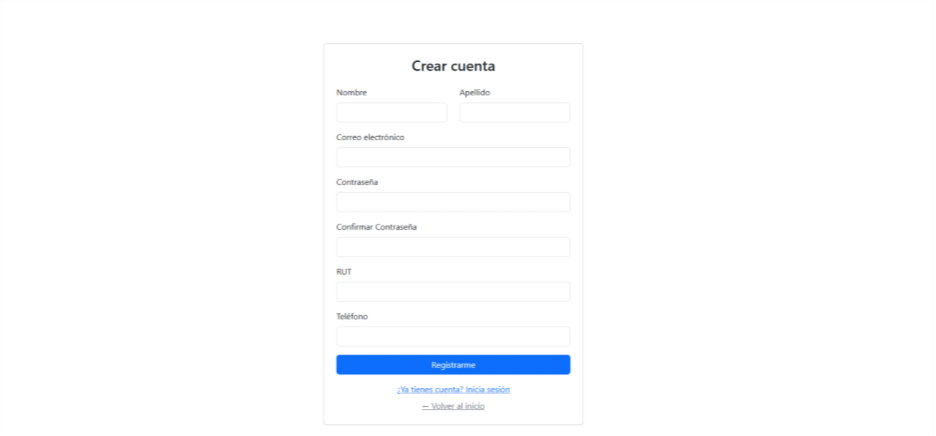 Crear cuenta
Nombre Apellido
Correo electrónico
Contraseña
Confirmar Contraseña
RUT
Teléfono
Registrarme
¿Ya tienes cuenta? Inicia sesión
← Volver al inicio